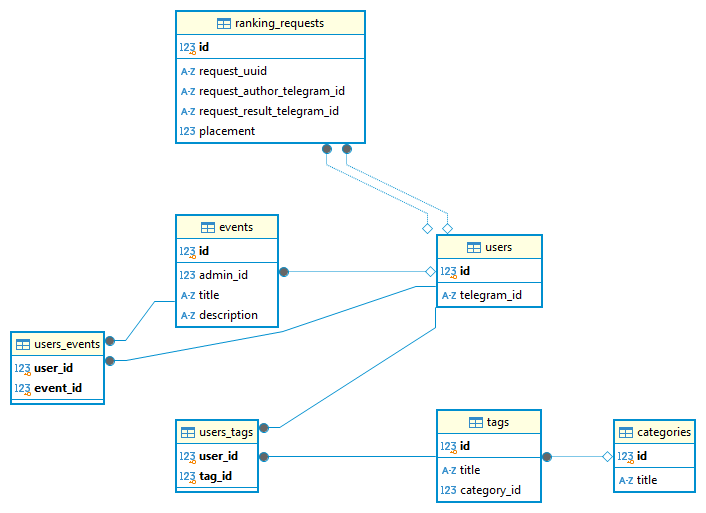 ranking_requests
123 id
A-Z request_uuid
A-Z request_author_telegram_id
A-Z request_result_telegram_id
123 placement
events
123 id
123 admin_id
A-Z title
A-Z description
users
123 id
A-Z telegram_id
users_events
123 user_id
123 event_id
users_tags
123 user_id
123 tag_id
tags
123 id
A-Z title
123 category_id
categories
123 id
A-Z title